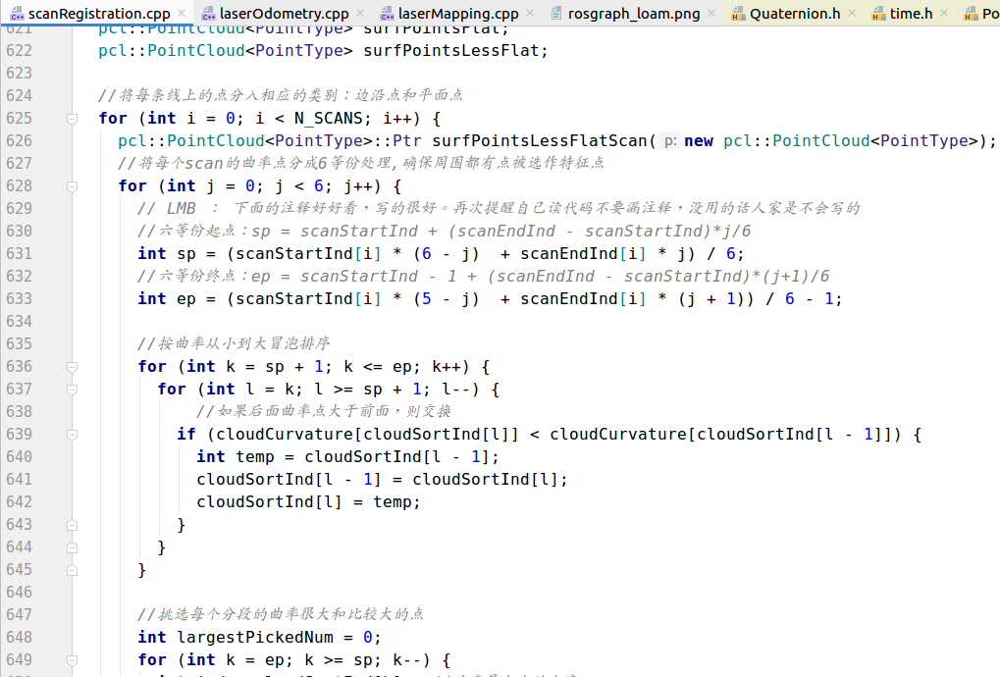 scanRegistration.cpp × laserOdometry.cpp × laserMapping.cpp × rosgraph_loam.png × Quaternion.h × time.h × Po
621 pcl::PointCloud<PointType> surfPointsFlat;
622 pcl::PointCloud<PointType> surfPointsLessFlat;
623
624 //将每条线上的点分入相应的类别：边沿点和平面点
625 for (int i = 0; i < N_SCANS; i++) {
626 pcl::PointCloud<PointType>::Ptr surfPointsLessFlatScan( p: new pcl::PointCloud<PointType>);
627 //将每个scan的曲率点分成6等份处理,确保周围都有点被选作特征点
628 for (int j = 0; j < 6; j++) {
629 // LMB ： 下面的注释好好看，写的很好。再次提醒自己读代码不要漏注释，没用的话人家是不会写的
630 //六等份起点：sp = scanStartInd + (scanEndInd - scanStartInd)*j/6
631 int sp = (scanStartInd[i] * (6 - j)  + scanEndInd[i] * j) / 6;
632 //六等份终点：ep = scanStartInd - 1 + (scanEndInd - scanStartInd)*(j+1)/6
633 int ep = (scanStartInd[i] * (5 - j)  + scanEndInd[i] * (j + 1)) / 6 - 1;
634
635 //按曲率从小到大冒泡排序
636 for (int k = sp + 1; k <= ep; k++) {
637 for (int l = k; l >= sp + 1; l--) {
638 //如果后面曲率点大于前面，则交换
639 if (cloudCurvature[cloudSortInd[l]] < cloudCurvature[cloudSortInd[l - 1]]) {
640 int temp = cloudSortInd[l - 1];
641 cloudSortInd[l - 1] = cloudSortInd[l];
642 cloudSortInd[l] = temp;
643 }
644 }
645 }
646
647 //挑选每个分段的曲率很大和比较大的点
648 int largestPickedNum = 0;
649 for (int k = ep; k >= sp; k--) {